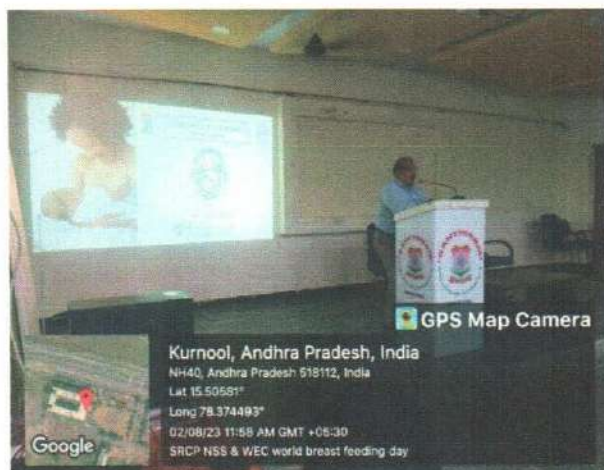 GPS Map Camera
Kurnool, Andhra Pradesh, India
NH40, Andhra Pradesh 518112, India
Lat 15.50581°
Long 78.374493°
02/08/23 11:58 AM GMT +05:30
SRCP NSS & WEC world breast feeding day
Google